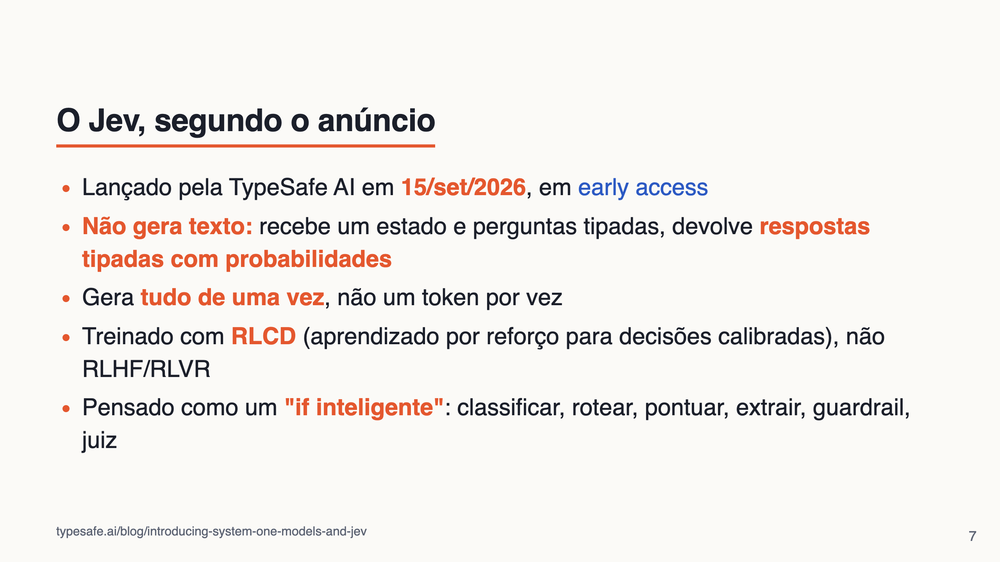 O Jev, segundo o anúncio
• Lançado pela TypeSafe AI em 15/set/2026, em early access
• Não gera texto: recebe um estado e perguntas tipadas, devolve respostas
tipadas com probabilidades
• Gera tudo de uma vez, não um token por vez
• Treinado com RLCD (aprendizado por reforço para decisões calibradas), não
RLHF/RLVR
• Pensado como um "if inteligente": classificar, rotear, pontuar, extrair, guardrail,
juiz
typesafe.ai/blog/introducing-system-one-models-and-jev
7